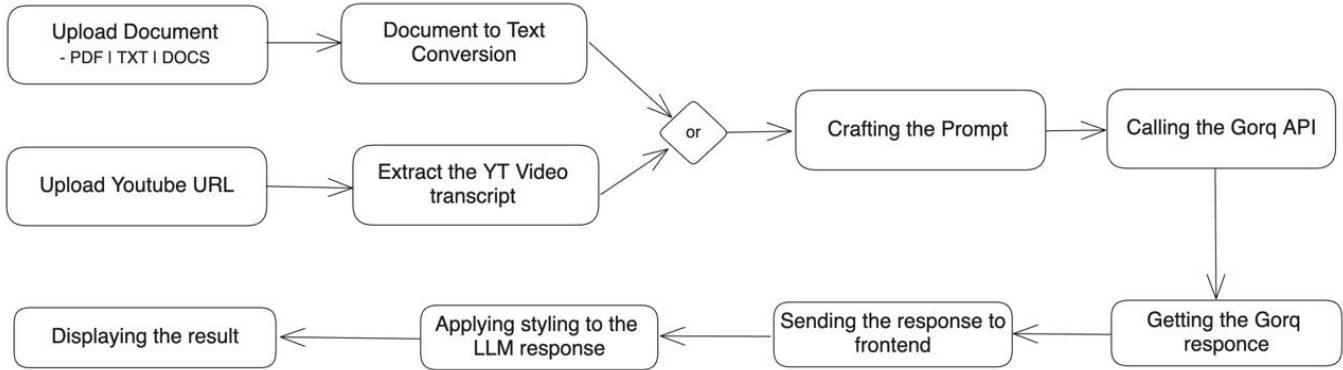 Upload Document
- PDF | TXT | DOCS
Document to Text
Conversion
Upload Youtube URL
Extract the YT Video
transcript
or
Crafting the Prompt
Calling the Gorq API
Getting the Gorq
responce
Sending the response to
frontend
Applying styling to the
LLM response
Displaying the result